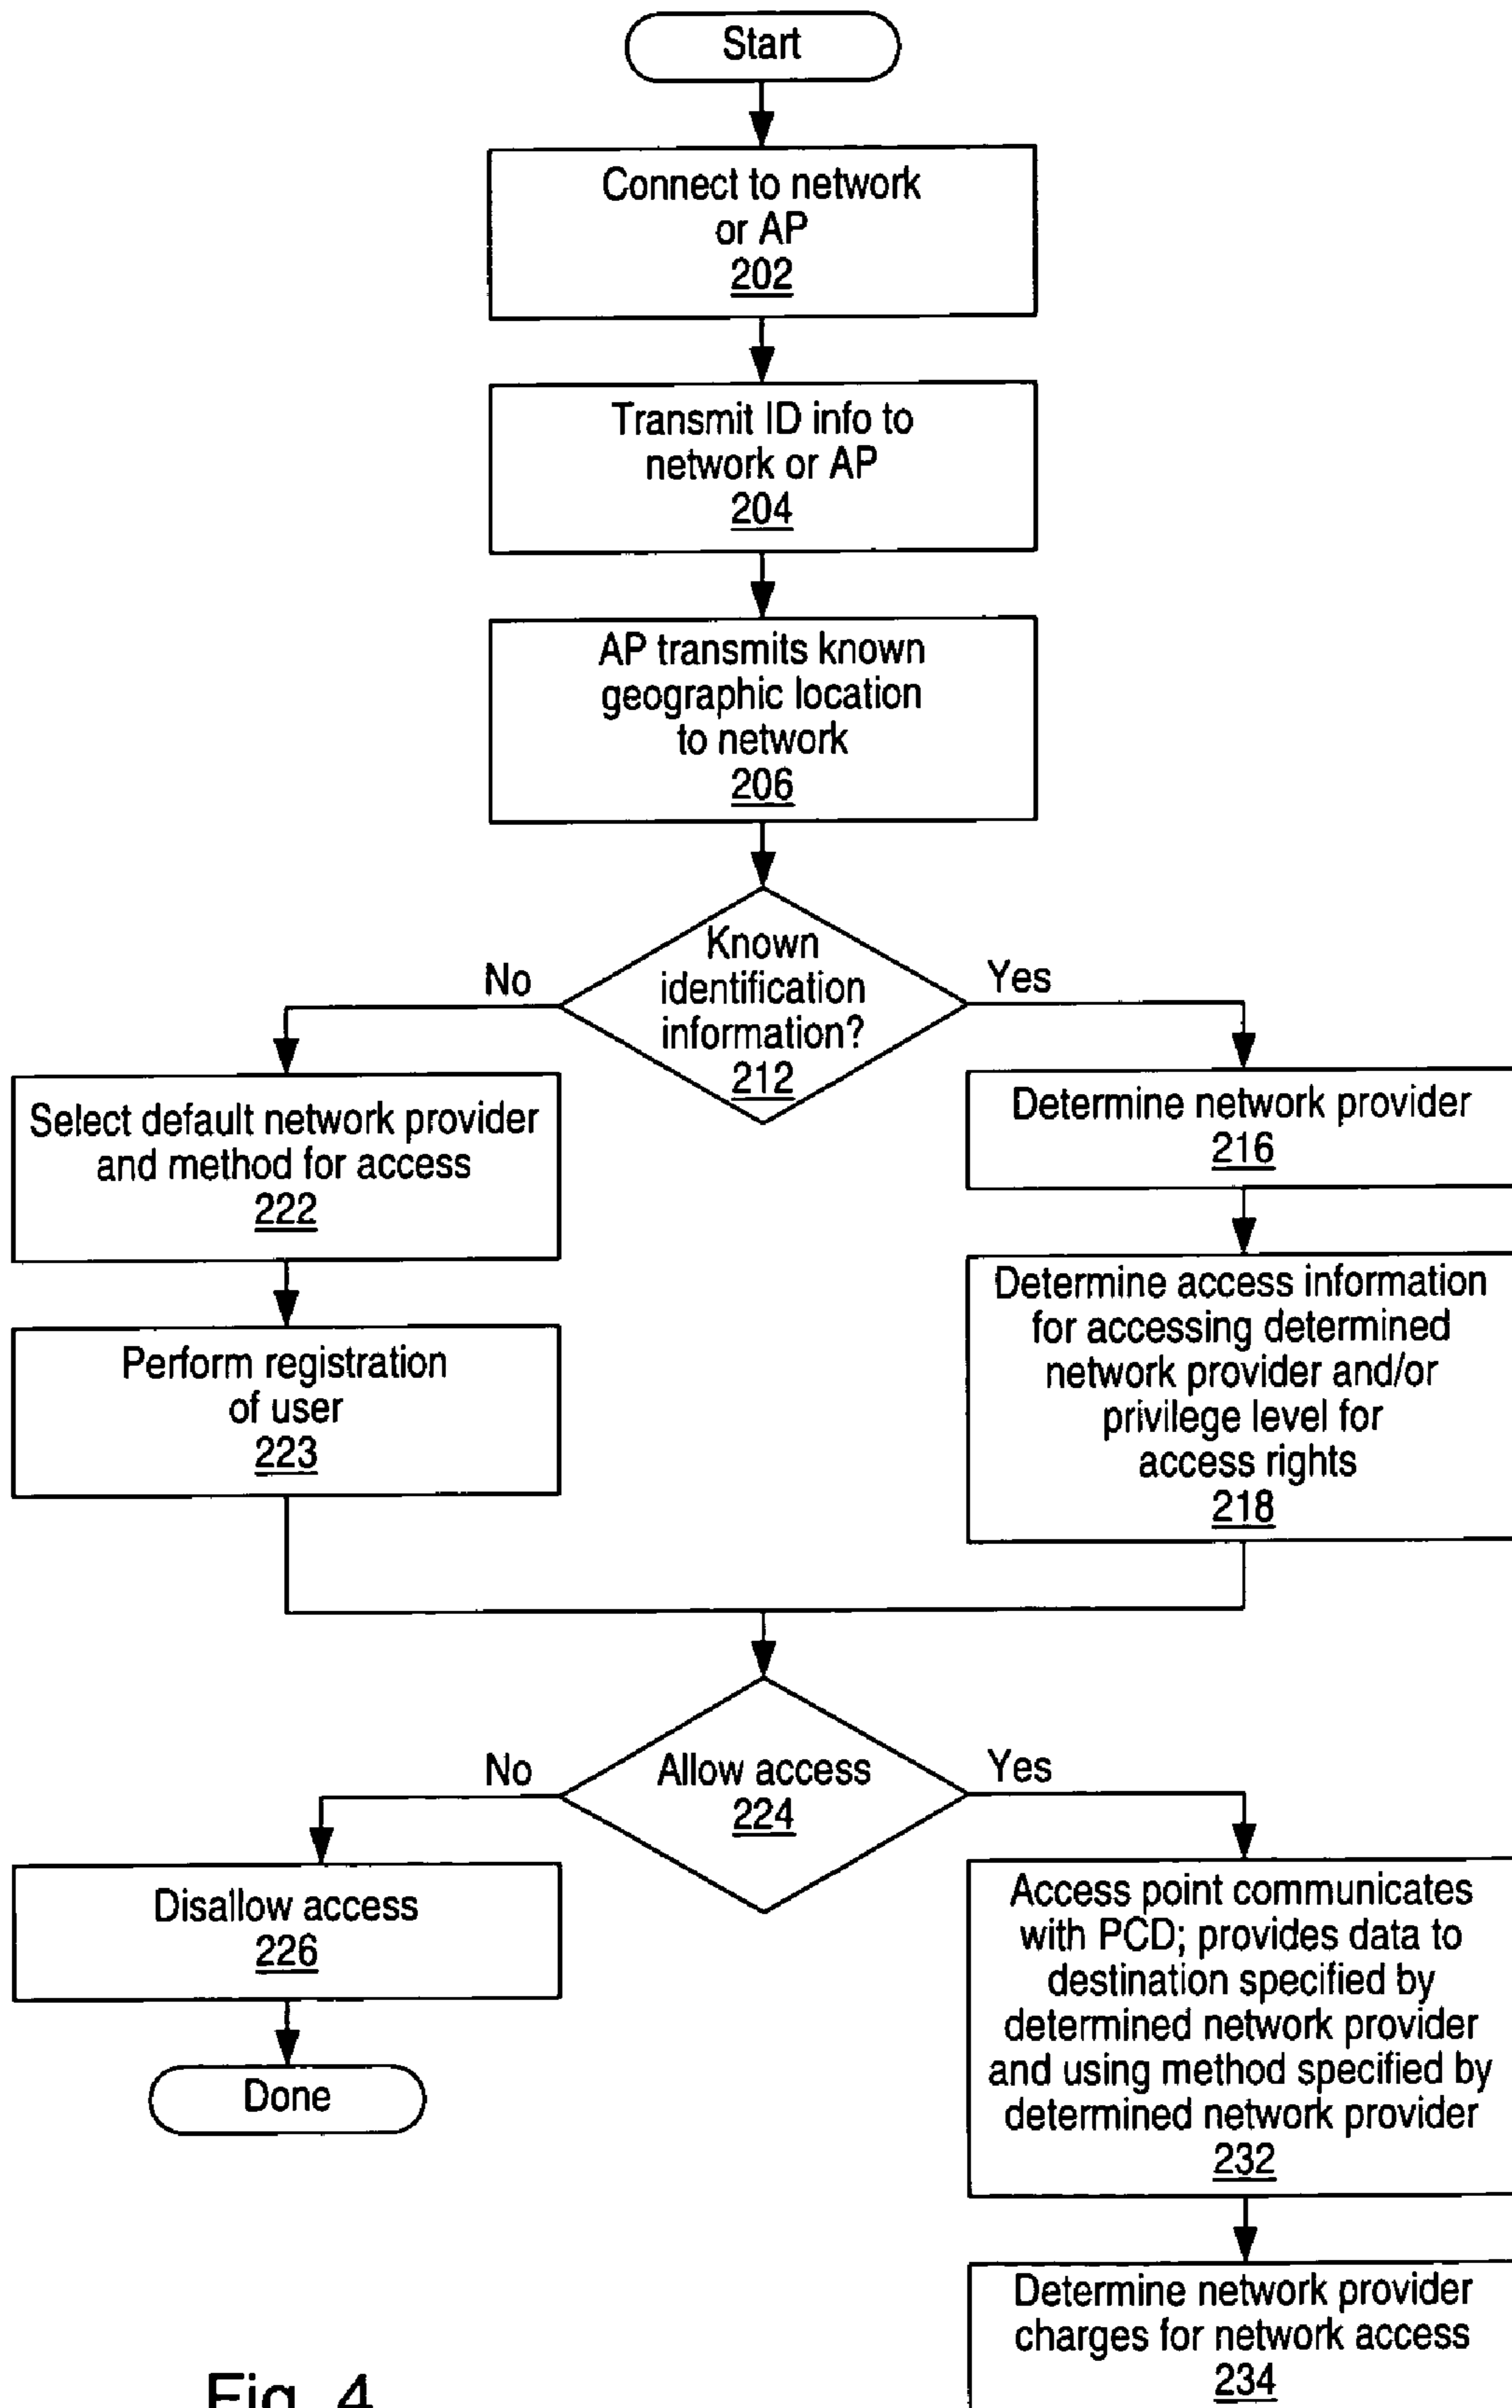 Start
Connect to network
or AP
202
Transmit ID info to
network or AP
204
AP transmits known
geographic location
to network
206
Known
identification
information?
212
No
Yes
Select default network provider
and method for access
222
Perform registration
of user
223
Determine network provider
216
Determine access information
for accessing determined
network provider and/or
privilege level for
access rights
218
Allow access
224
No
Yes
Disallow access
226
Done
Access point communicates
with PCD; provides data to
destination specified by
determined network provider
and using method specified by
determined network provider
232
Determine network provider
charges for network access
234
Fig. 4